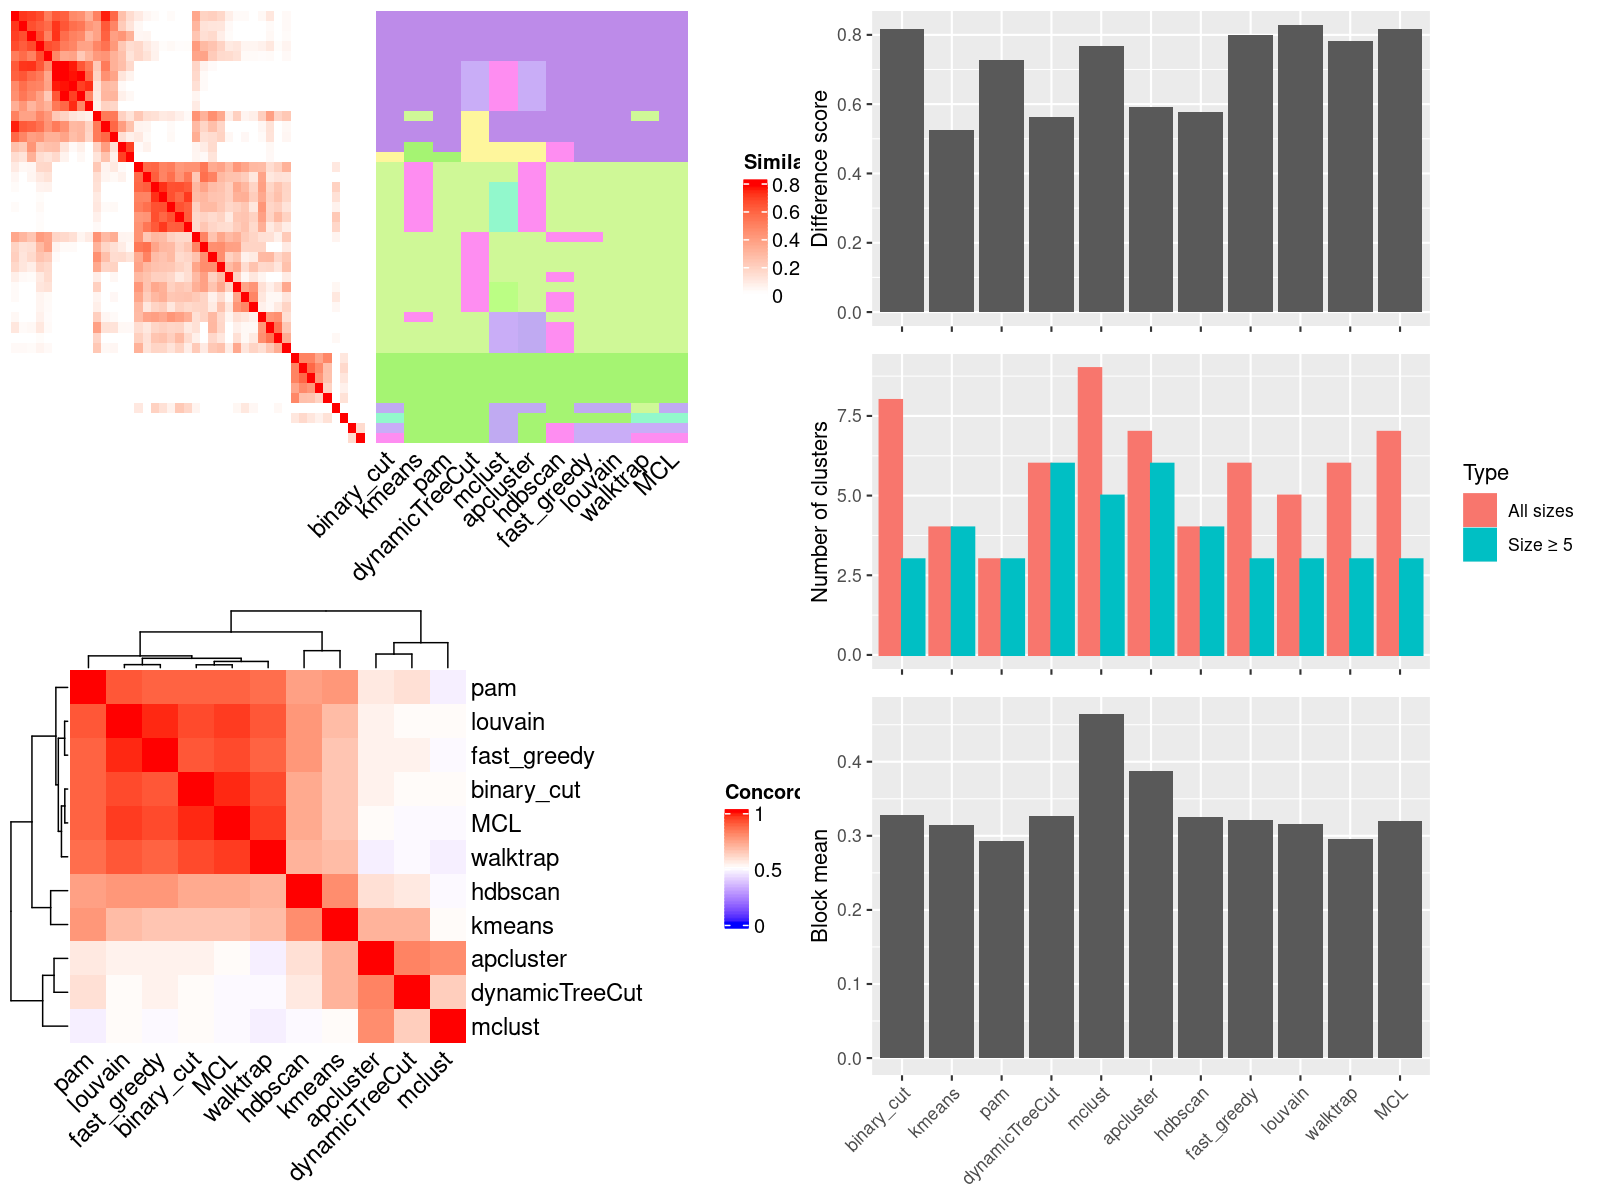 Simila
0.8
0.6
0.4
0.2
0
binary_cut
kmeans
pam
dynamicTreeCut
mclust
apcluster
hdbscan
fast_greedy
louvain
walktrap
MCL
pam
louvain
fast_greedy
binary_cut
MCL
walktrap
hdbscan
kmeans
apcluster
dynamicTreeCut
mclust
pam
louvain
fast_greedy
binary_cut
MCL
walktrap
hdbscan
kmeans
apcluster
dynamicTreeCut
mclust
Concor
1
0.5
0
Difference score
0.8
0.6
0.4
0.2
0.0
Number of clusters
7.5
5.0
2.5
0.0
Type
All sizes
Size ≥ 5
Block mean
0.4
0.3
0.2
0.1
0.0
binary_cut
kmeans
pam
dynamicTreeCut
mclust
apcluster
hdbscan
fast_greedy
louvain
walktrap
MCL